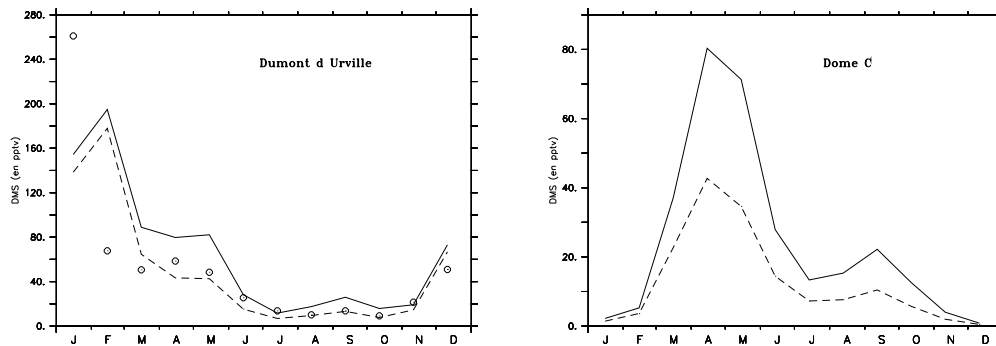 280.
240.
200.
160.
120.
80.
40.
0.
DMS (en pptv)
Dumont d Urville
J F M A M J J A S O N D
80.
60.
40.
20.
0.
DMS (en pptv)
Dome C
J F M A M J J A S O N D